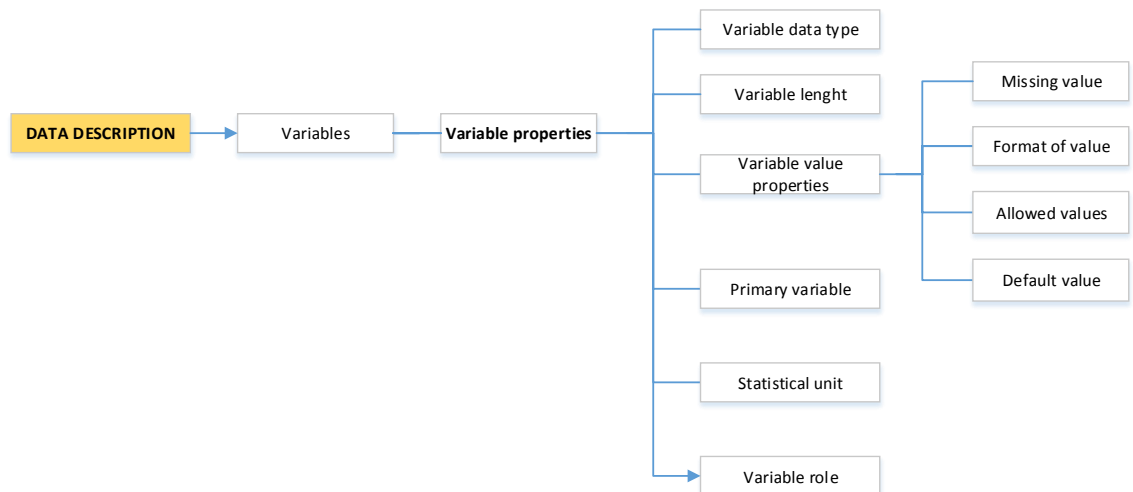 DATA DESCRIPTION
Variables
Variable properties
Variable data type
Variable lenght
Variable value
properties
Primary variable
Statistical unit
Variable role
Missing value
Format of value
Allowed values
Default value